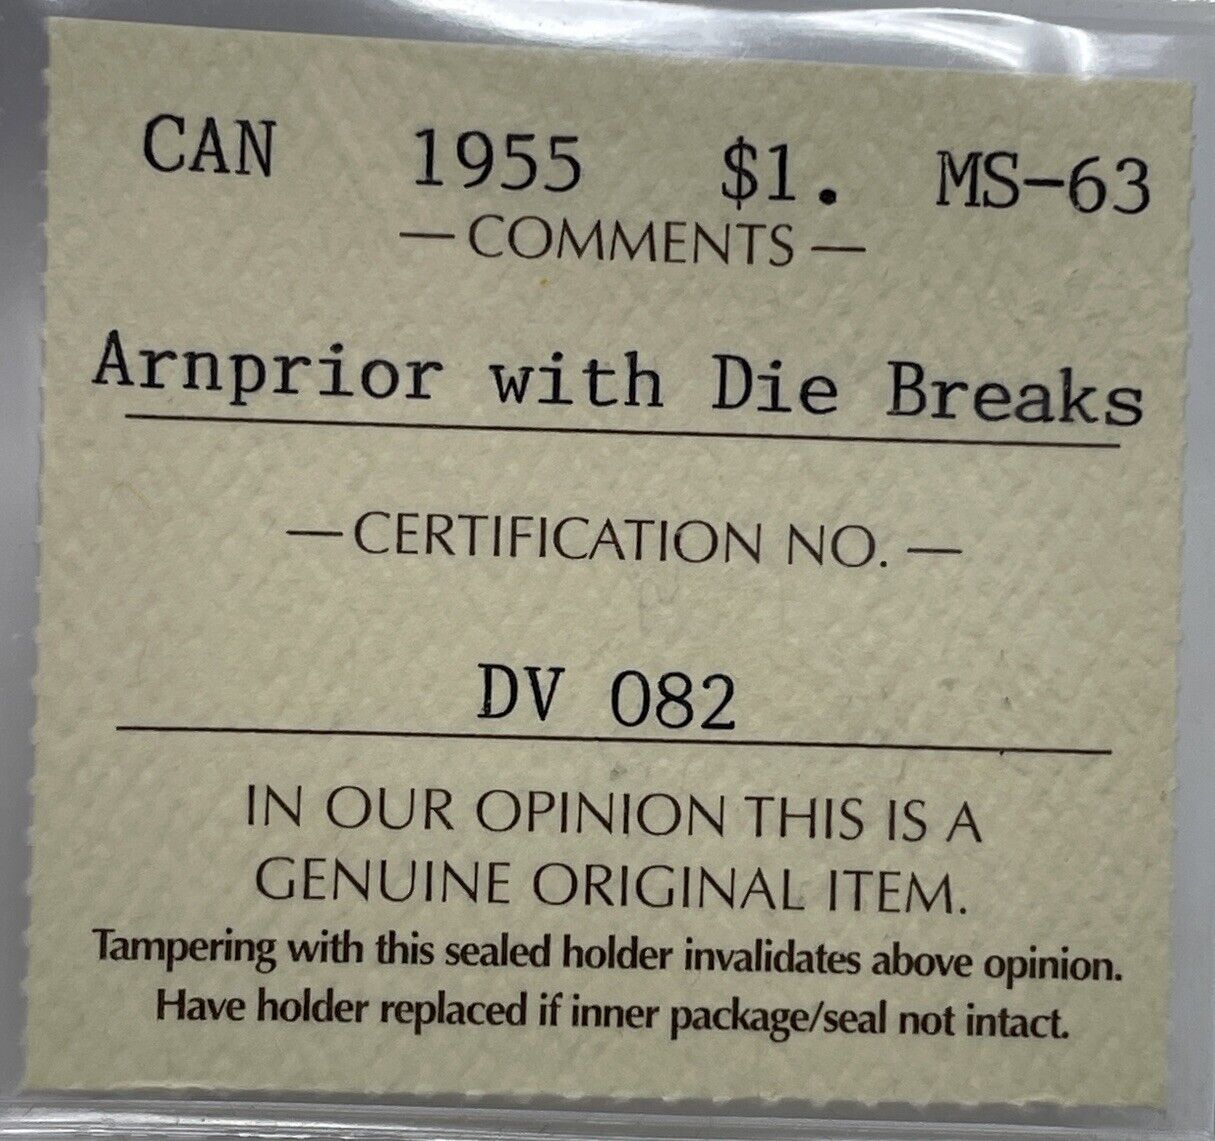 CAN 1955 $1. MS-63
— COMMENTS —
Arnprior with Die Breaks
— CERTIFICATION NO. —
DV 082
IN OUR OPINION THIS IS A
GENUINE ORIGINAL ITEM.
Tampering with this sealed holder invalidates above opinion.
Have holder replaced if inner package/seal not intact.